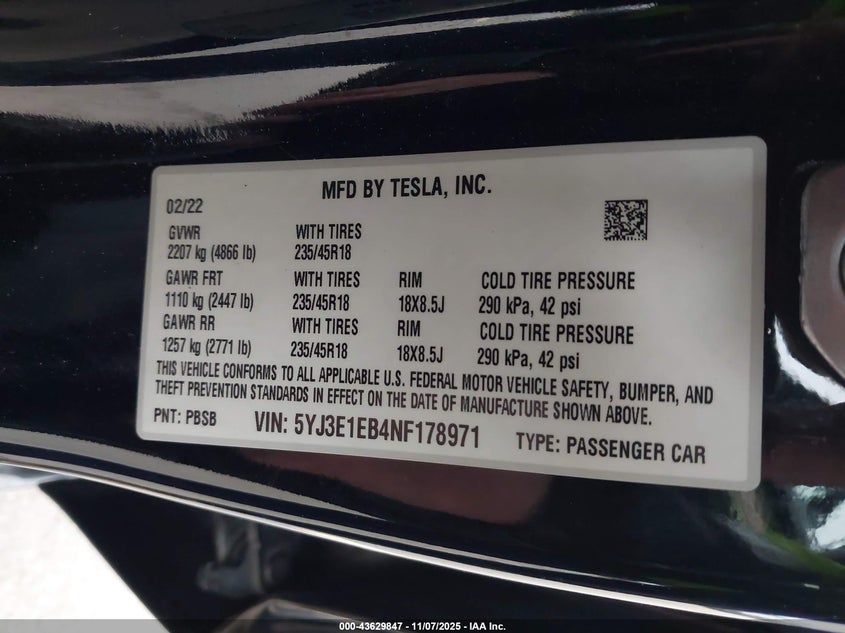 MFD BY TESLA, INC.
02/22
GVWR WITH TIRES
2207 kg (4866 lb) 235/45R18
GAWR FRT WITH TIRES RIM COLD TIRE PRESSURE
1110 kg (2447 lb) 235/45R18 18X8.5J 290 kPa, 42 psi
GAWR RR WITH TIRES RIM COLD TIRE PRESSURE
1257 kg (2771 lb) 235/45R18 18X8.5J 290 kPa, 42 psi
THIS VEHICLE CONFORMS TO ALL APPLICABLE U.S. FEDERAL MOTOR VEHICLE SAFETY, BUMPER, AND
THEFT PREVENTION STANDARDS IN EFFECT ON THE DATE OF MANUFACTURE SHOWN ABOVE.
PNT: PBSB VIN: 5YJ3E1EB4NF178971 TYPE: PASSENGER CAR
000-43629847 - 11/07/2025 - IAA Inc.